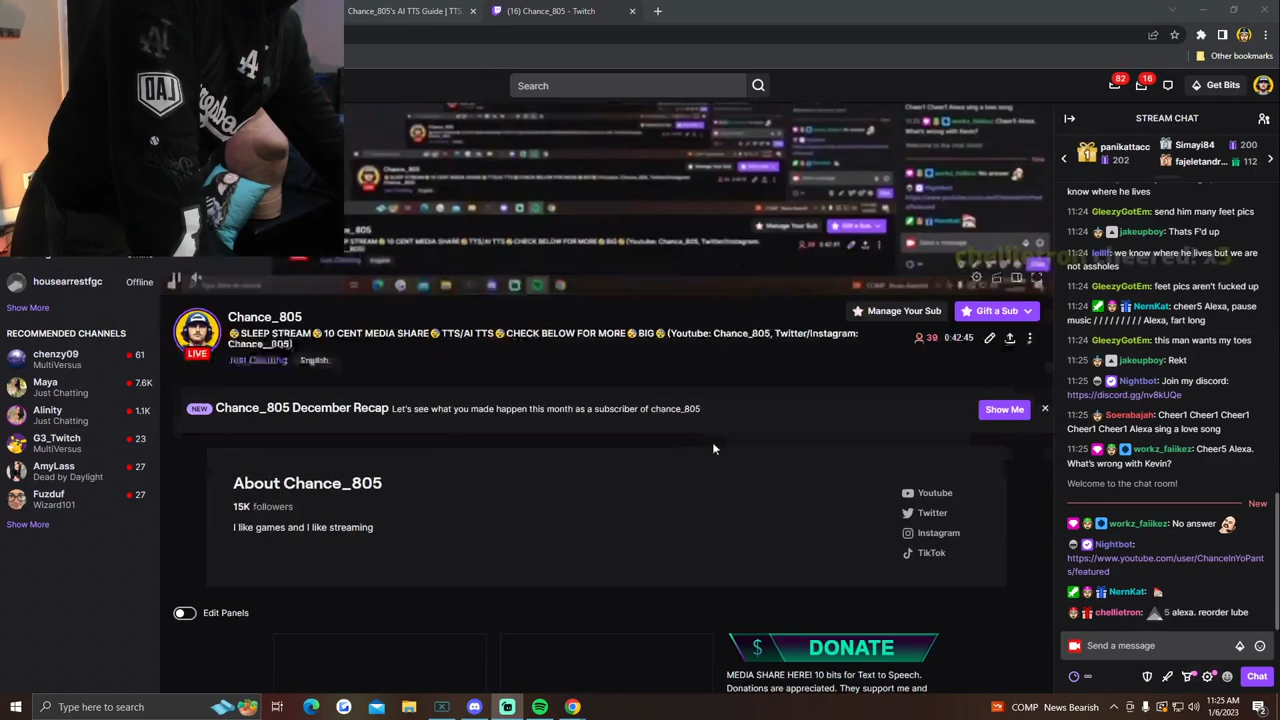 Chance_805's AI TTS Guide | TTS.
(16) Chance_805 - Twitch
Other bookmarks
Search
82
16
Get Bits
LAD
STREAM CHAT
panikattacc
202
Simayi84 200
fajeletandr... 112
know where he lives
11:24 GleezyGotEm: send him many feet pics
11:24 jakeupboy: Thats F'd up
11:24 lelllf: we know where he lives but we are
not assholes
11:24 GleezyGotEm: feet pics aren't fucked up
11:24 NernKat: cheer5 Alexa, pause
music / / / / / / / / / Alexa, fart long
11:24 GleezyGotEm: this man wants my toes
11:25 jakeupboy: Rekt
11:25 Nightbot: Join my discord:
https://discord.gg/nv8kUQe
11:25 Soerabajah: Cheer1 Cheer1 Cheer1
Cheer1 Cheer1 Alexa sing a love song
11:25 workz_faiikez: Cheer5 Alexa.
What's wrong with Kevin?
Welcome to the chat room!
New
workz_faiikez: No answer
Nightbot:
https://www.youtube.com/user/ChanceInYoPant
s/featured
NernKat:
chellietron: 5 alexa. reorder lube
Send a message
Chat
housearrestfgc Offline
Show More
RECOMMENDED CHANNELS
chenzy09 61
MultiVersus
Maya 7.6K
Just Chatting
Alinity 1.1K
Just Chatting
G3_Twitch 23
MultiVersus
AmyLass 27
Dead by Daylight
Fuzduf 27
Wizard101
Show More
LIVE
Chance_805
SLEEP STREAM 10 CENT MEDIA SHARE TTS/AI TTS CHECK BELOW FOR MORE BIG (Youtube: Chance_805, Twitter/Instagram:
Chance_805)
Just Chatting English
Manage Your Sub
Gift a Sub
39 0:42:45
NEW Chance_805 December Recap Let's see what you made happen this month as a subscriber of chance_805
Show Me
About Chance_805
15K followers
I like games and I like streaming
Youtube
Twitter
Instagram
TikTok
Edit Panels
$ DONATE
MEDIA SHARE HERE! 10 bits for Text to Speech.
Donations are appreciated. They support me and
Type here to search
COMP News Bearish
11:25 AM
1/6/2023
2